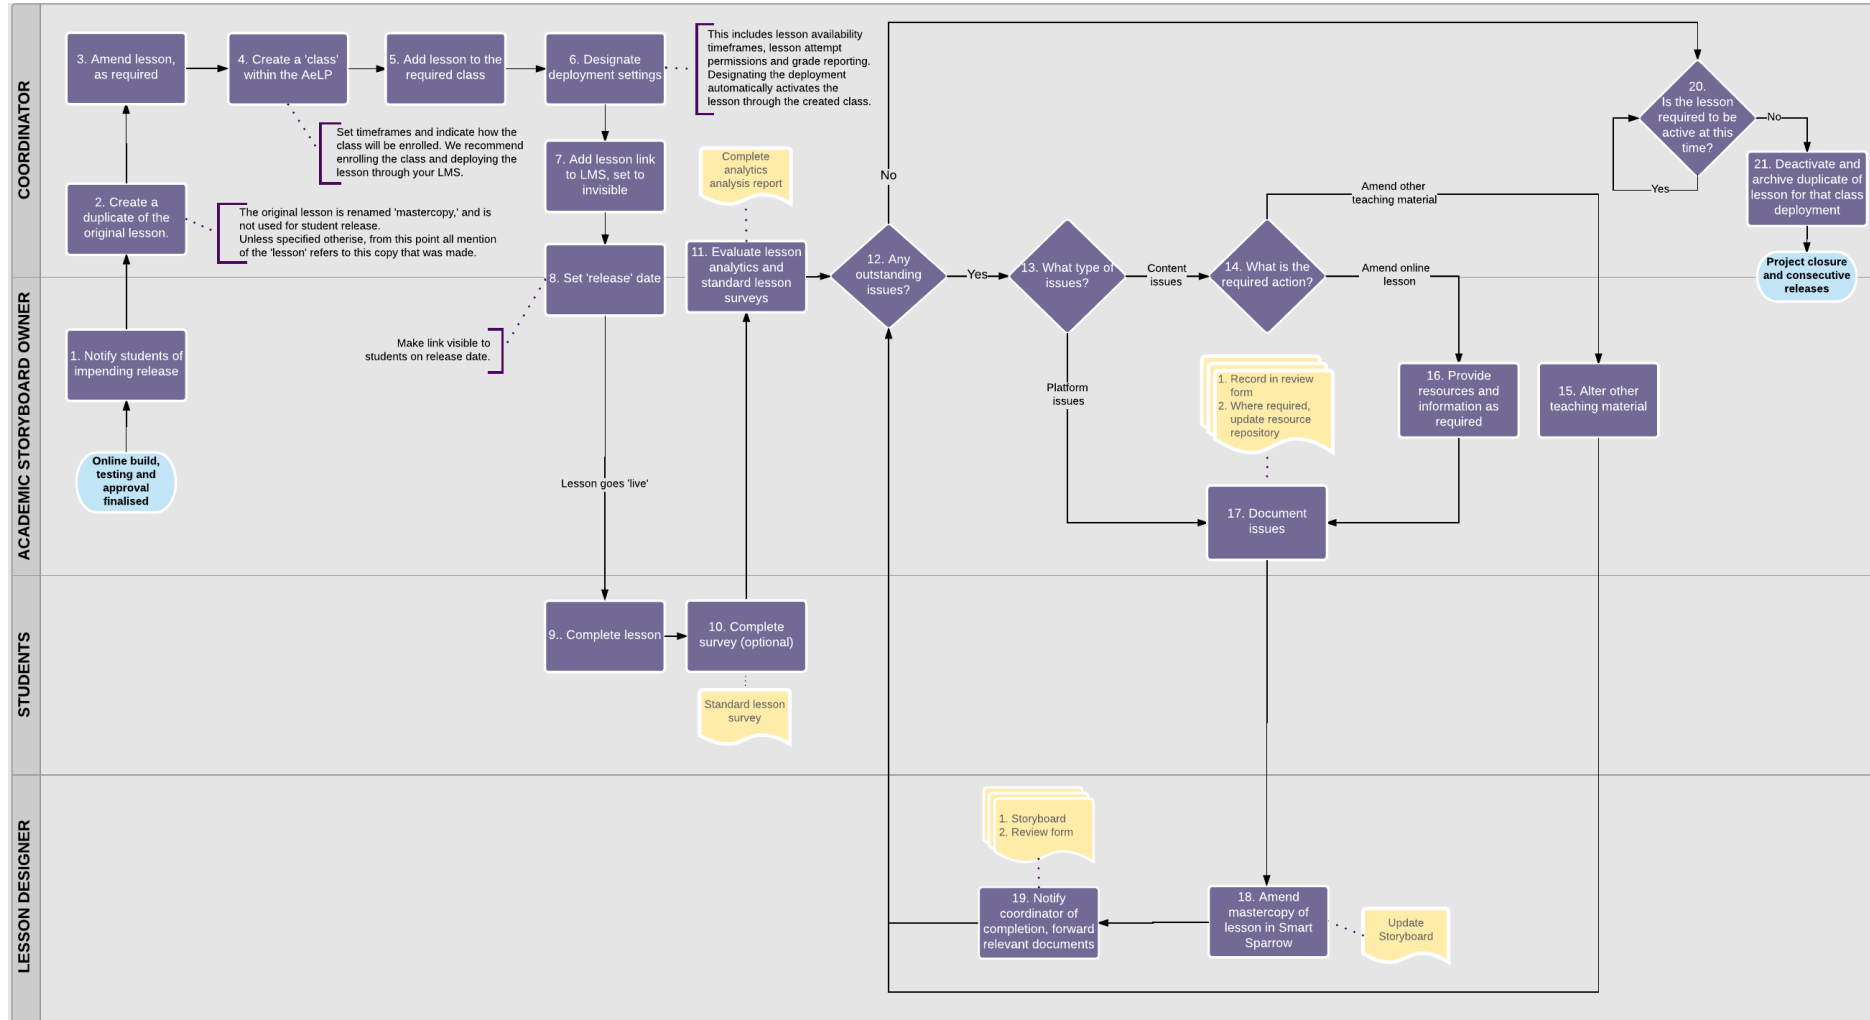 COORDINATOR
3. Amend lesson,
as required
4. Create a 'class'
within the AeLP
5. Add lesson to the
required class
6. Designate
deployment settings
This includes lesson availability
timeframes, lesson attempt
permissions and grade reporting.
Designating the deployment
automatically activates the
lesson through the created class.
Set timeframes and indicate how the
class will be enrolled. We recommend
enrolling the class and deploying the
lesson through your LMS.
7. Add lesson link
to LMS, set to
invisible
Complete
analytics
analysis report
2. Create a
duplicate of the
original lesson.
The original lesson is renamed 'mastercopy,' and is
not used for student release.
Unless specified otherise, from this point all mention
of the 'lesson' refers to this copy that was made.
8. Set 'release' date
11. Evaluate lesson
analytics and
standard lesson
surveys
No
12. Any
outstanding
issues?
Yes
13. What type of
issues?
Content
issues
14. What is the
required action?
Amend other
teaching material
Amend online
lesson
20.
Is the lesson
required to be
active at this
time?
No
Yes
21. Deactivate and
archive duplicate of
lesson for that class
deployment
Project closure
and consecutive
releases
ACADEMIC STORYBOARD OWNER
1. Notify students of
impending release
Make link visible to
students on release date.
Online build,
testing and
approval
finalised
Lesson goes 'live'
Platform
issues
1. Record in review
form
2. Where required,
update resource
repository
16. Provide
resources and
information as
required
15. Alter other
teaching material
17. Document
issues
STUDENTS
9.. Complete lesson
10. Complete
survey (optional)
Standard lesson
survey
LESSON DESIGNER
1. Storyboard
2. Review form
19. Notify
coordinator of
completion, forward
relevant documents
18. Amend
mastercopy of
lesson in Smart
Sparrow
Update
Storyboard